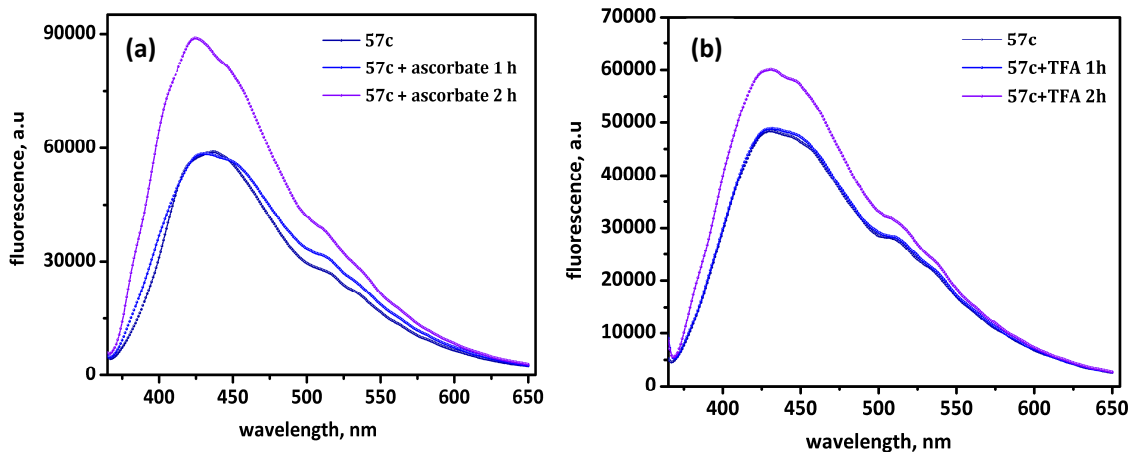 (a)
57c
57c + ascorbate 1 h
57c + ascorbate 2 h
90000
60000
30000
0
fluorescence, a.u
400 450 500 550 600 650
wavelength, nm
(b)
57c
57c+TFA 1h
57c+TFA 2h
70000
60000
50000
40000
30000
20000
10000
0
fluorescence, a.u
400 450 500 550 600 650
wavelength, nm